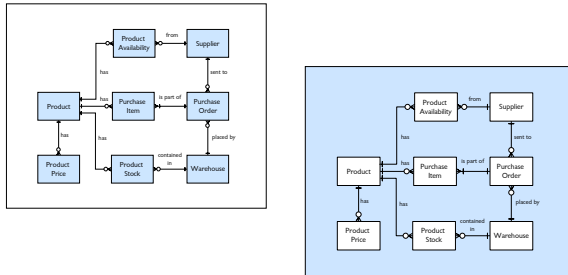 from
Product
Availability
Supplier
has
sent to
Product
has
Purchase
Item
is part of
Purchase
Order
has
has
placed by
Product
Price
Product
Stock
contained
in
Warehouse
from
Product
Availability
Supplier
has
sent to
Product
has
Purchase
Item
is part of
Purchase
Order
has
has
placed by
Product
Price
Product
Stock
contained
in
Warehouse